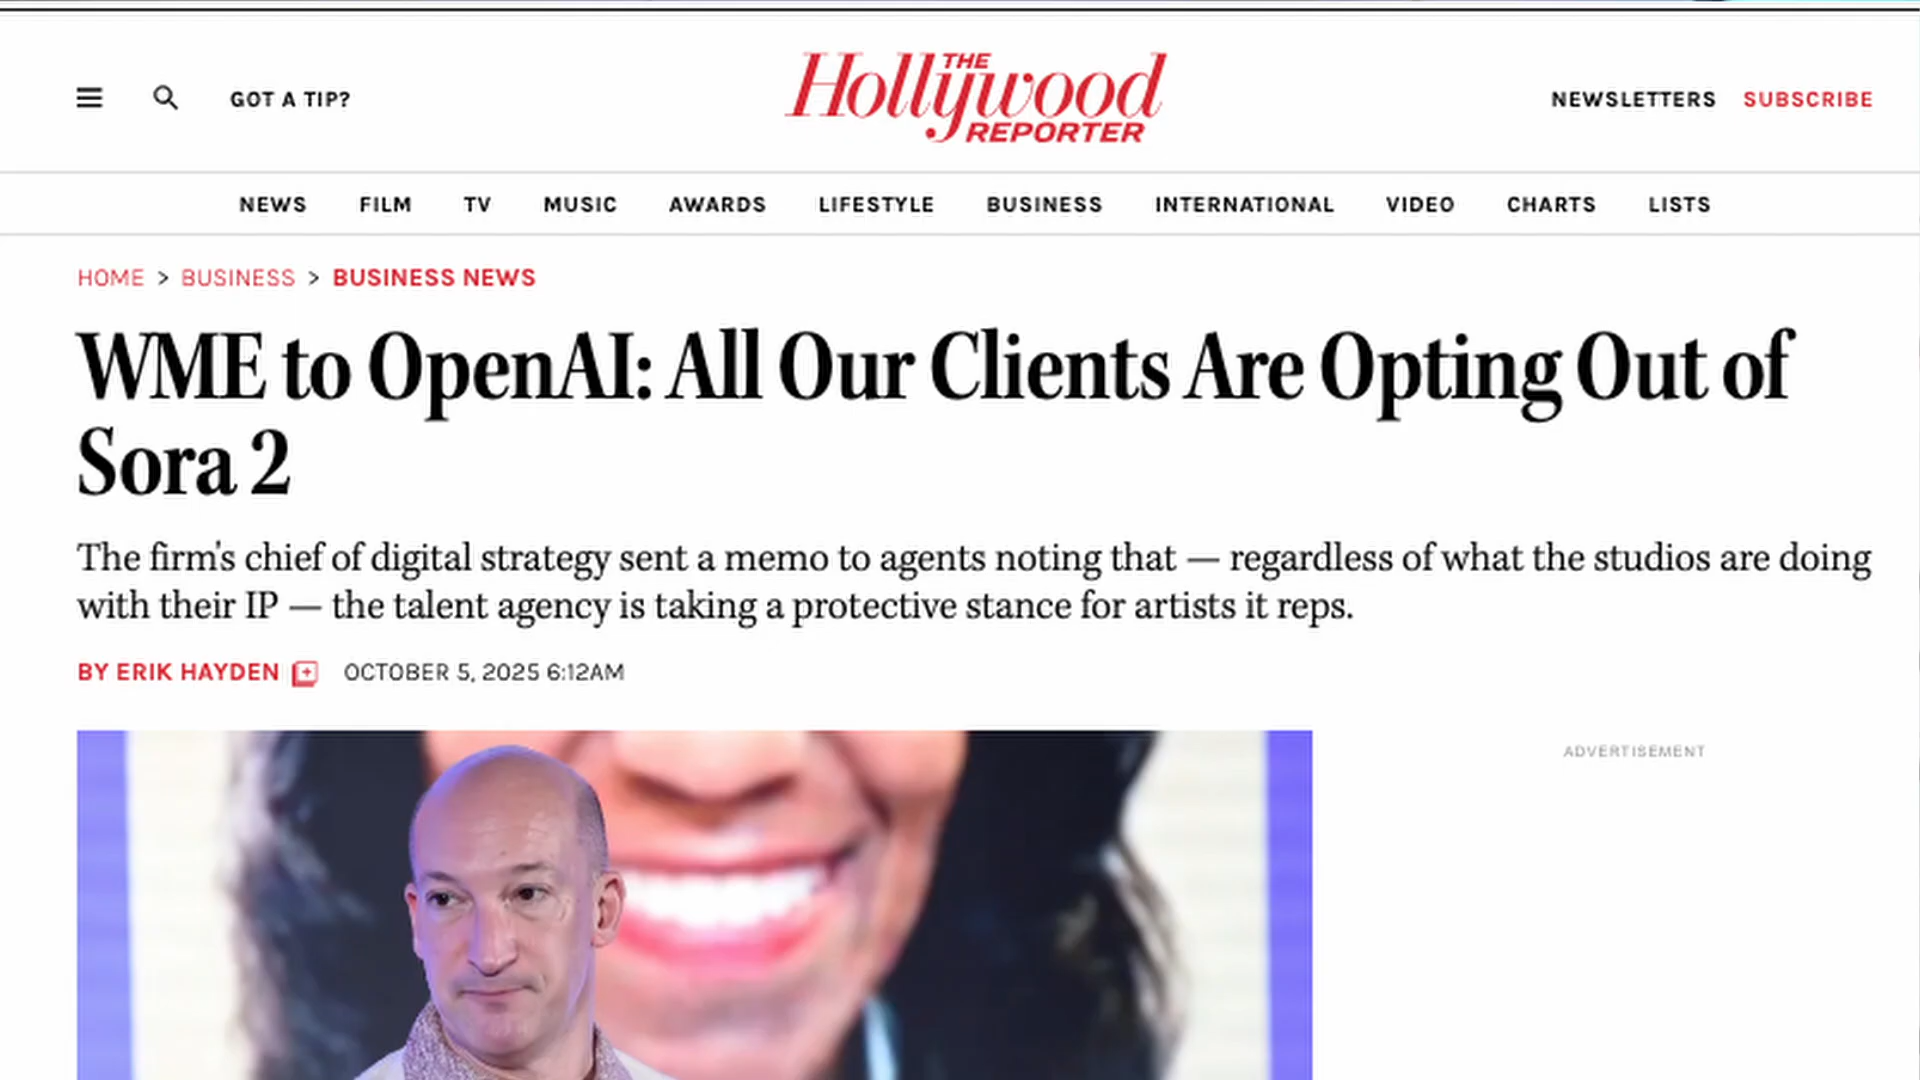 GOT A TIP?
THE
Hollywood
REPORTER
NEWSLETTERS SUBSCRIBE
NEWS FILM TV MUSIC AWARDS LIFESTYLE BUSINESS INTERNATIONAL VIDEO CHARTS LISTS
HOME > BUSINESS > BUSINESS NEWS
WME to OpenAI: All Our Clients Are Opting Out of
Sora 2
The firm's chief of digital strategy sent a memo to agents noting that — regardless of what the studios are doing
with their IP — the talent agency is taking a protective stance for artists it reps.
BY ERIK HAYDEN OCTOBER 5, 2025 6:12AM
ADVERTISEMENT